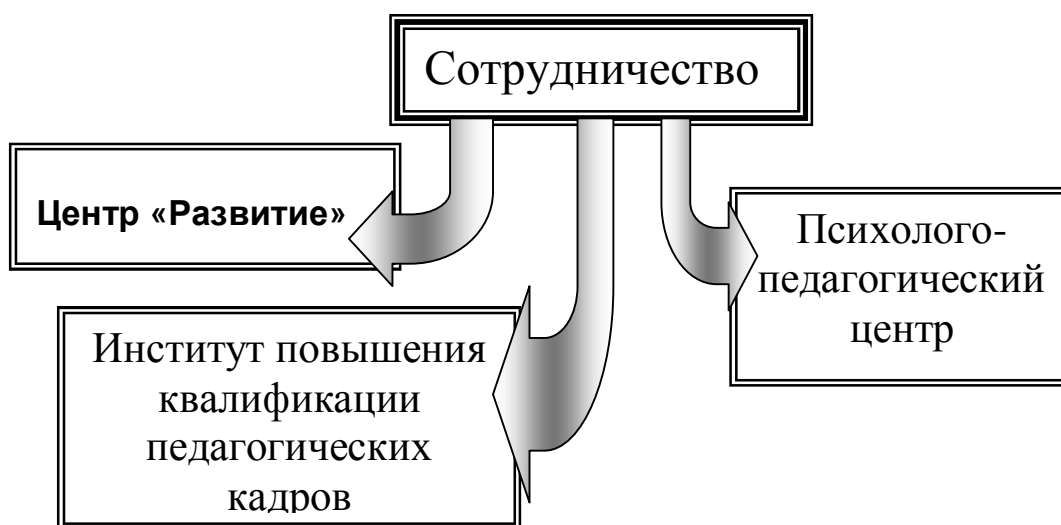 Сотрудничество
Центр «Развитие»
Психолого-
педагогический
центр
Институт повышения
квалификации
педагогических
кадров